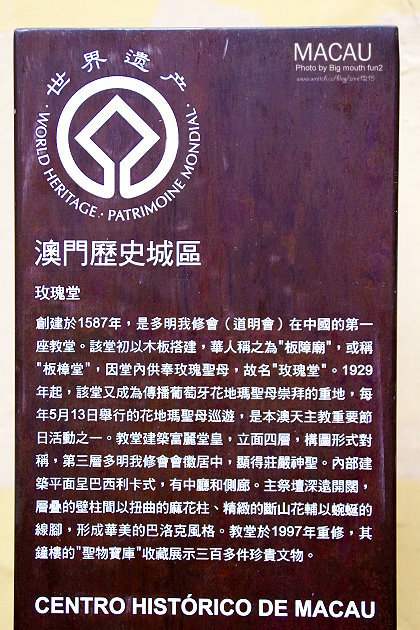 MACAU
Photo by Big mouth fun2
世界遗产
· WORLD HERITAGE · PATRIMOINE MONDIAL
澳門歷史城區
玫瑰堂
創建於1587年，是多明我修會（道明會）在中國的第一
座教堂。該堂初以木板搭建，華人稱之為"板障廟"，或稱
"板樟堂"，因堂內供奉玫瑰聖母，故名"玫瑰堂"。1929
年起，該堂又成為傳播葡萄牙花地瑪聖母崇拜的重地，每
年5月13日舉行的花地瑪聖母巡遊，是本澳天主教重要節
日活動之一。教堂建築富麗堂皇，立面四層，構圖形式對
稱，第三層多明我修會會徽居中，顯得莊嚴神聖。內部建
築平面呈巴西利卡式，有中廳和側廊。主祭壇深遠開闊，
層疊的壁柱間以扭曲的麻花柱、精緻的斷山花輔以蜿蜒的
線腳，形成華美的巴洛克風格。教堂於1997年重修，其
鐘樓的"聖物寶庫"收藏展示三百多件珍貴文物。
CENTRO HISTÓRICO DE MACAU